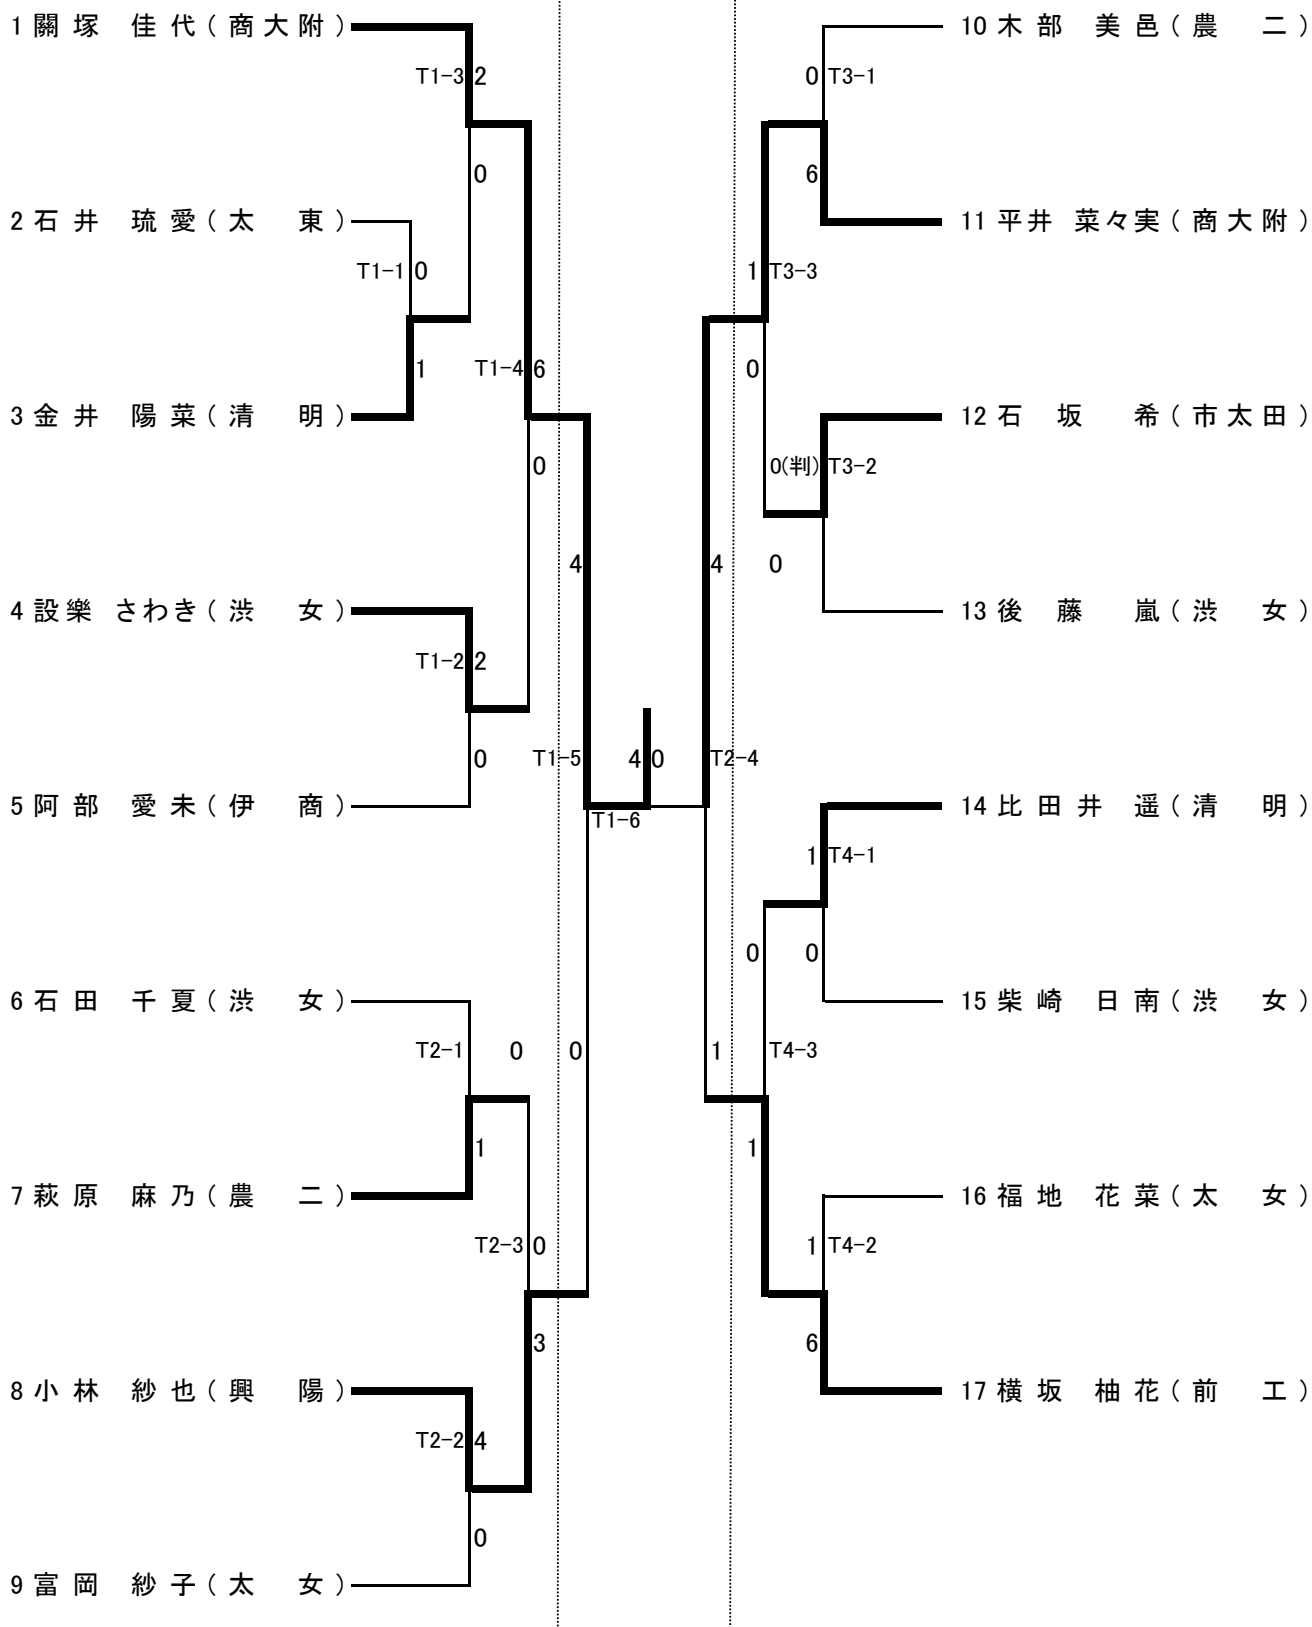 1 關塚 佳代(商大附)
10 木部 美邑(農 二)
T1-3 2
0 T3-1
0
6
2 石井 琉愛(太 東)
11 平井 菜々実(商大附)
T1-1 0
1 T3-3
1
T1-4 6
0
3 金井 陽菜(清 明)
12 石坂 希(市太田)
0
0(判) T3-2
4
4
0
4 設樂 さわき(渋 女)
13 後藤 嵐(渋 女)
T1-2 2
0
T1-5
4 0
T2-4
5 阿部 愛未(伊 商)
14 比田井 遥(清 明)
T1-6
1 T4-1
0
0
6 石田 千夏(渋 女)
15 柴崎 日南(渋 女)
T2-1
0
0
1
T4-3
1
1
7 萩原 麻乃(農 二)
16 福地 花菜(太 女)
T2-3 0
1 T4-2
3
6
8 小林 紗也(興 陽)
17 横坂 柚花(前 工)
T2-2 4
0
9 富岡 紗子(太 女)